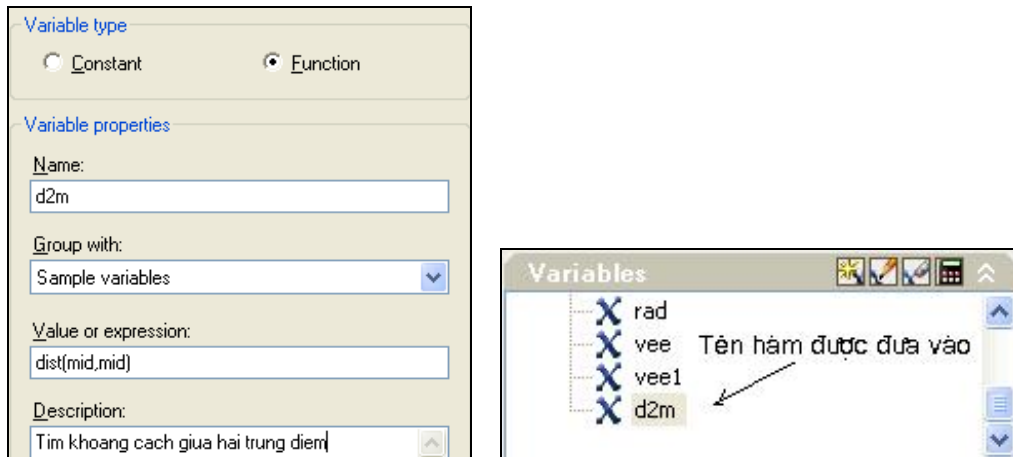 Variable type
Constant
Function
Variable properties
Name:
d2m
Group with:
Sample variables
Value or expression:
dist(mid,mid)
Description:
Tim khoang cach giua hai trung diem
Variables
rad
vee
vee1
d2m
Tên hàm được đưa vào